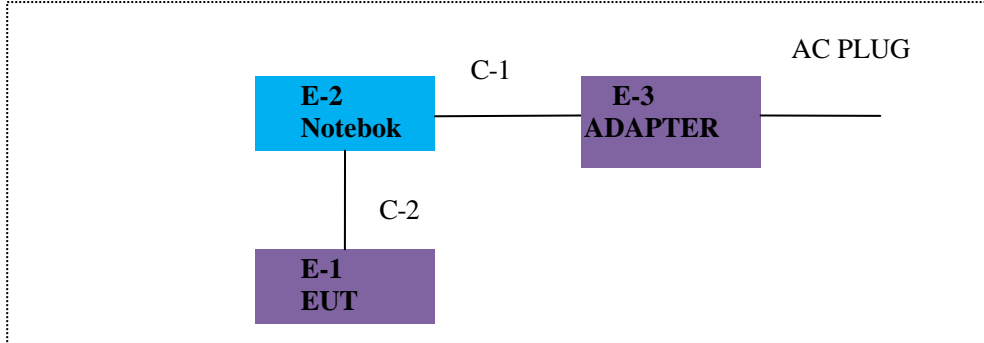 AC PLUG
C-1
E-2
Notebok
E-3
ADAPTER
C-2
E-1
EUT